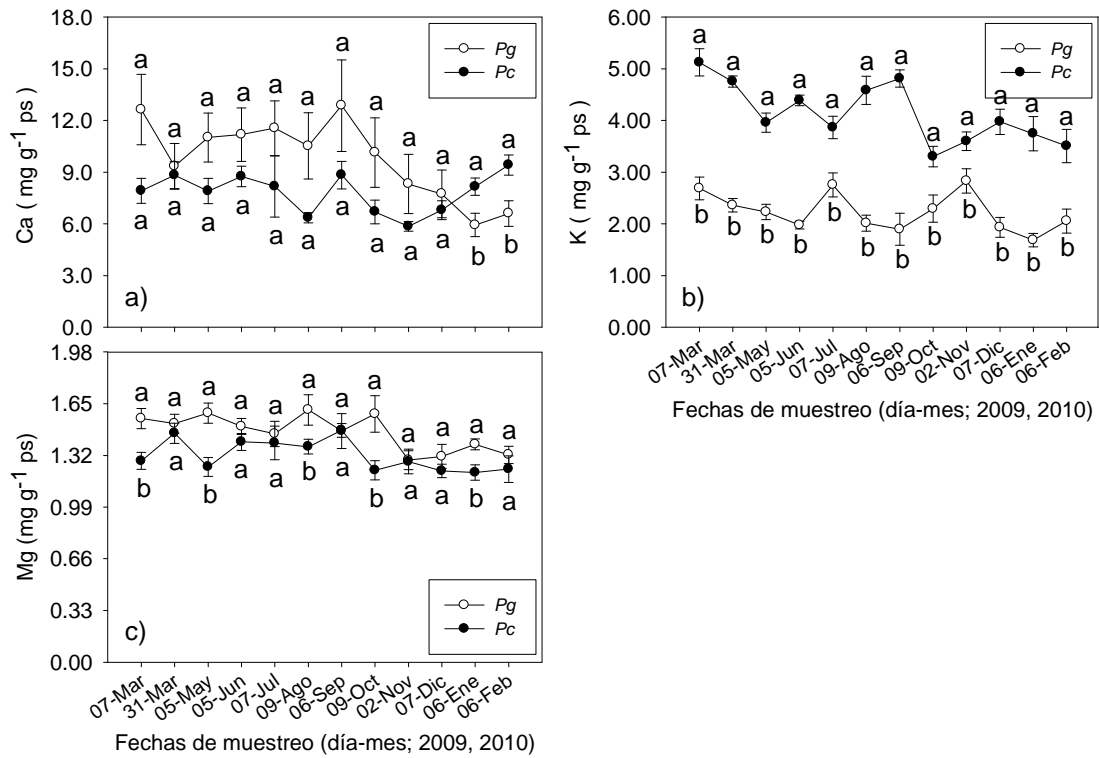 18.0
15.0
12.0
9.0
6.0
3.0
0.0
Ca ( mg g-1 ps )
a a a a a a a a a a a a
a a a a a a a a a a b b
Pg
Pc
a)
6.00
5.00
4.00
3.00
2.00
1.00
0.00
K ( mg g-1 ps )
a a a a a a a a a a a a
b b b b b b b b b b b b
Pg
Pc
b)
07-Mar
31-Mar
05-May
05-Jun
07-Jul
09-Ago
06-Sep
09-Oct
02-Nov
07-Dic
06-Ene
06-Feb
Fechas de muestreo (día-mes; 2009, 2010)
1.98
1.65
1.32
0.99
0.66
0.33
0.00
Mg (mg g-1 ps)
a a a a a a a a a a a a
b a b a a b a b a a b a
Pg
Pc
c)
07-Mar
31-Mar
05-May
05-Jun
07-Jul
09-Ago
06-Sep
09-Oct
02-Nov
07-Dic
06-Ene
06-Feb
Fechas de muestreo (día-mes; 2009, 2010)